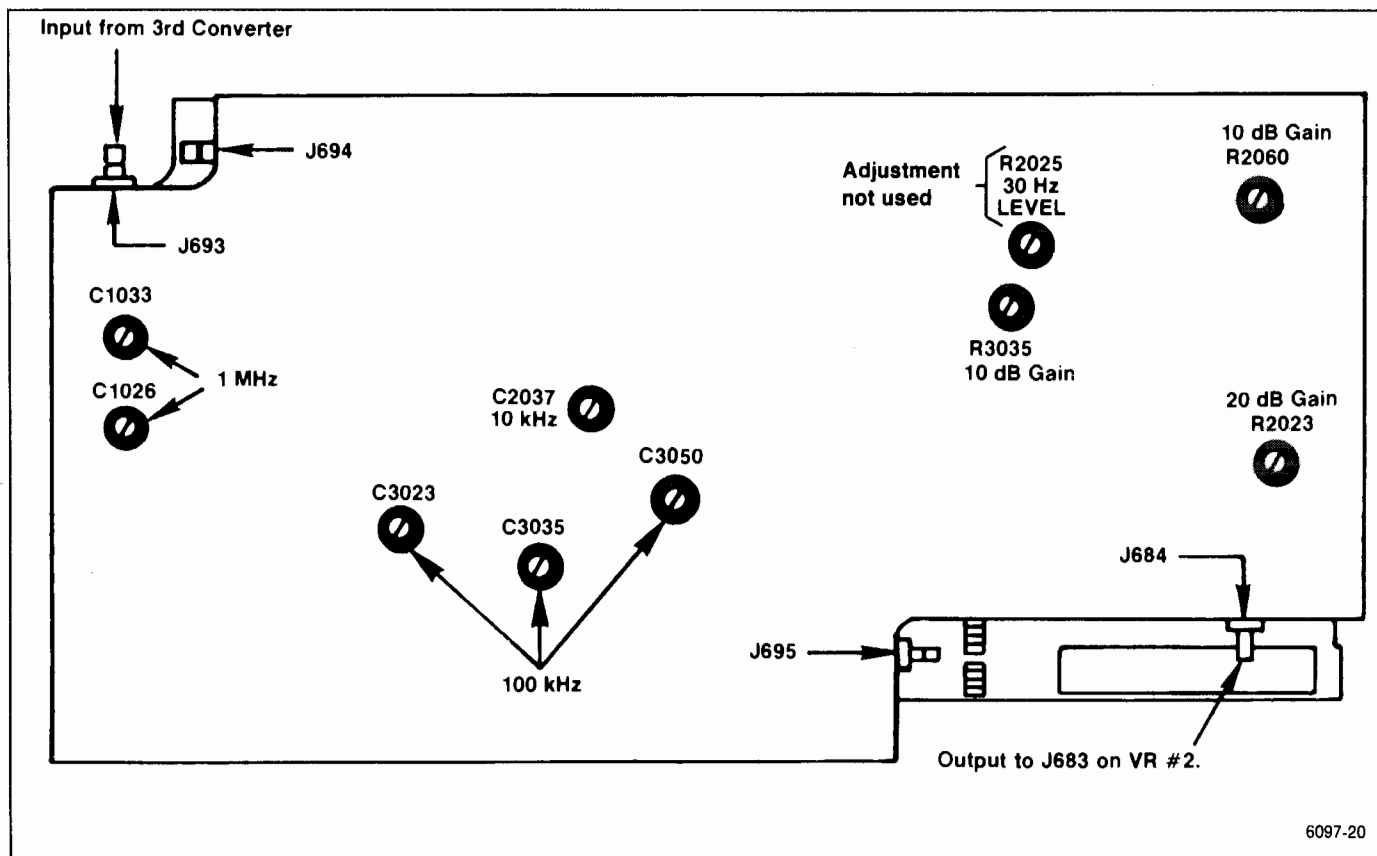 Input from 3rd Converter
J694
J693
10 dB Gain
R2060
Adjustment
not used
R2025
30 Hz
LEVEL
C1033
1 MHz
C1026
R3035
10 dB Gain
C2037
10 kHz
20 dB Gain
R2023
C3050
C3023
C3035
100 kHz
J684
J695
Output to J683 on VR #2.
6097-20